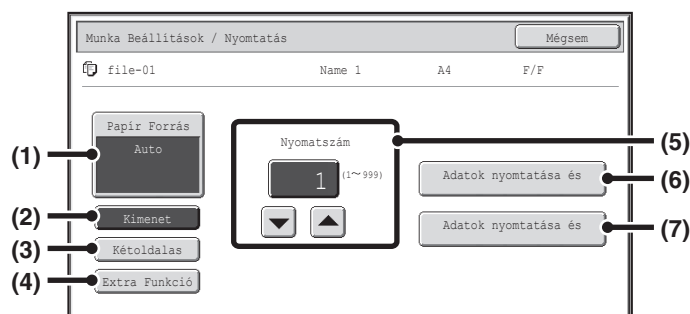 Munka Beállítások / Nyomtatás
Mégsem
file-01 Name 1 A4 F/F
Papír Forrás
Auto
(1)
Kimenet
(2)
Kétoldalas
(3)
Extra Funkció
(4)
Nyomatszám
1
(1~999)
(5)
Adatok nyomtatása és
(6)
Adatok nyomtatása és
(7)